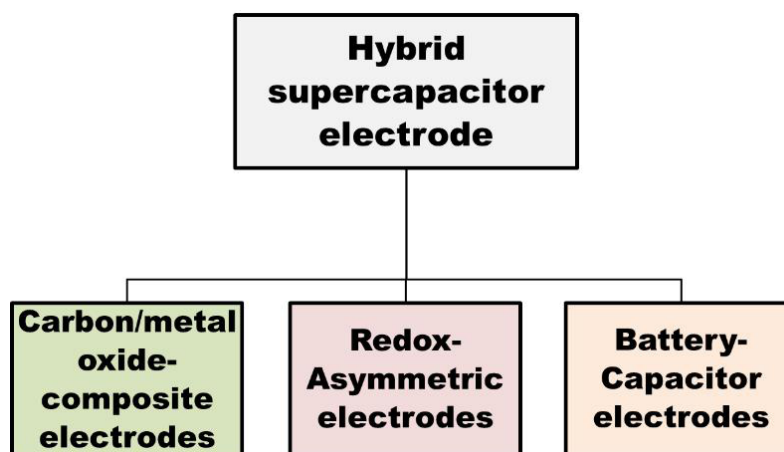 Hybrid
supercapacitor
electrode
Carbon/metal
oxide-
composite
electrodes
Redox-
Asymmetric
electrodes
Battery-
Capacitor
electrodes